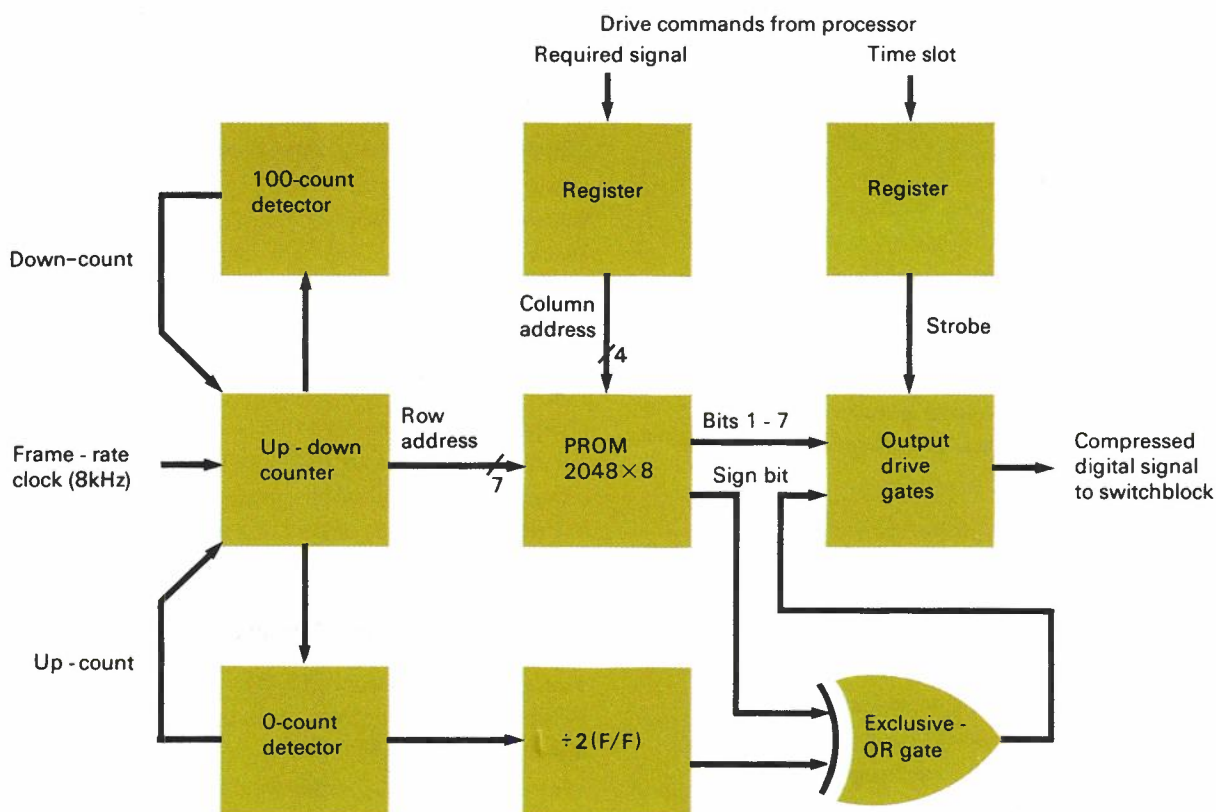 Drive commands from processor
Required signal
Time slot
100-count
detector
Register
Register
Down-count
Column
address
4
Strobe
Frame - rate
clock (8kHz)
Up - down
counter
Row
address
7
PROM
2048×8
Bits 1 - 7
Sign bit
Output
drive
gates
Compressed
digital signal
to switchblock
Up - count
0-count
detector
÷2(F/F)
Exclusive -
OR gate